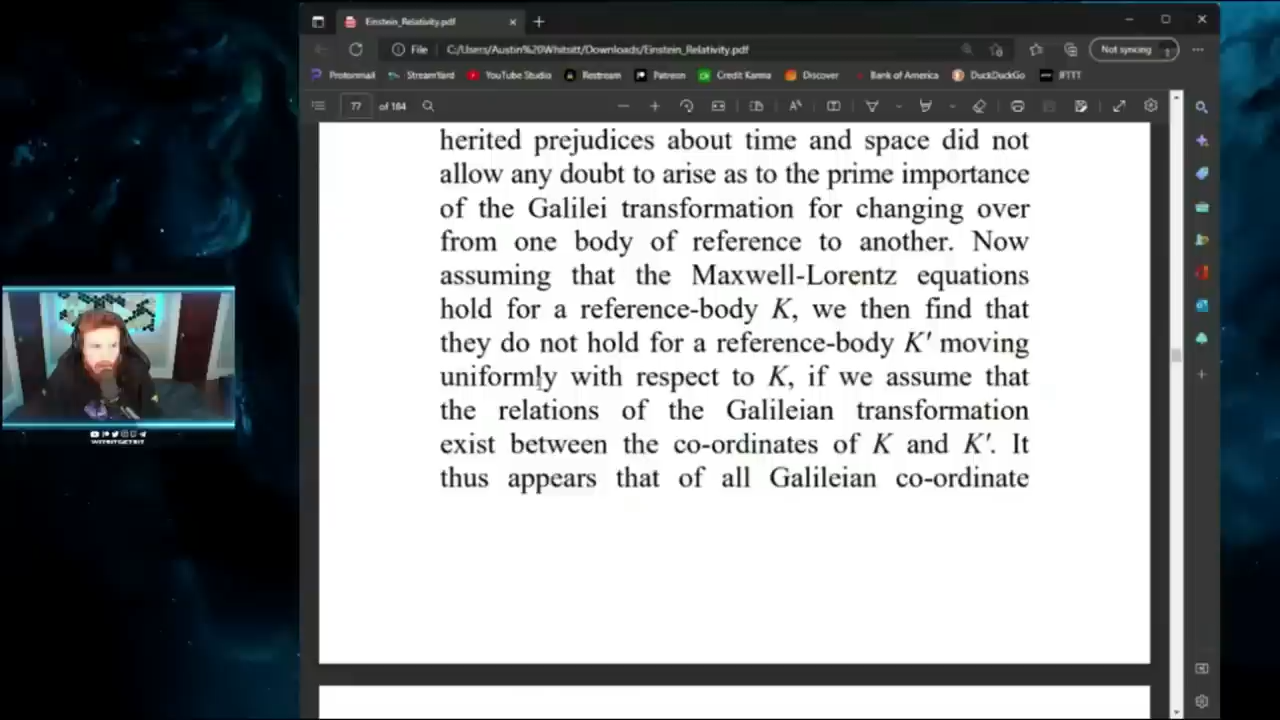 Einstein_Relativity.pdf
File
C:/Users/Austin%20Whitsitt/Downloads/Einstein_Relativity.pdf
Not syncing
Protonmail
StreamYard
YouTube Studio
Restream
Patreon
Credit Karma
Discover
Bank of America
DuckDuckGo
IFTTT
77 of 184
herited prejudices about time and space did not
allow any doubt to arise as to the prime importance
of the Galilei transformation for changing over
from one body of reference to another. Now
assuming that the Maxwell-Lorentz equations
hold for a reference-body K, we then find that
they do not hold for a reference-body K′ moving
uniformly with respect to K, if we assume that
the relations of the Galileian transformation
exist between the co-ordinates of K and K′. It
thus appears that of all Galileian co-ordinate
WITSITGETSIT